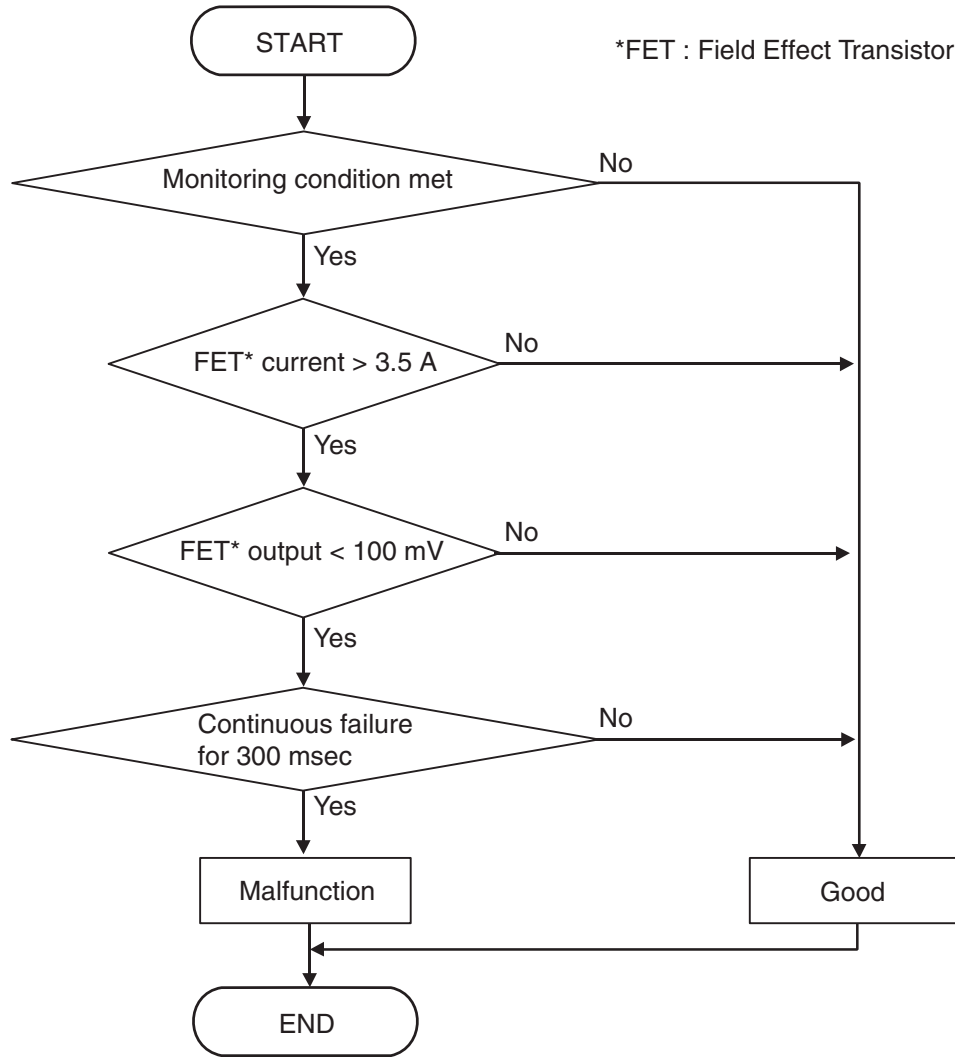 START
*FET : Field Effect Transistor
Monitoring condition met
No
Yes
FET* current > 3.5 A
No
Yes
FET* output < 100 mV
No
Yes
Continuous failure
for 300 msec
No
Yes
Malfunction
Good
END